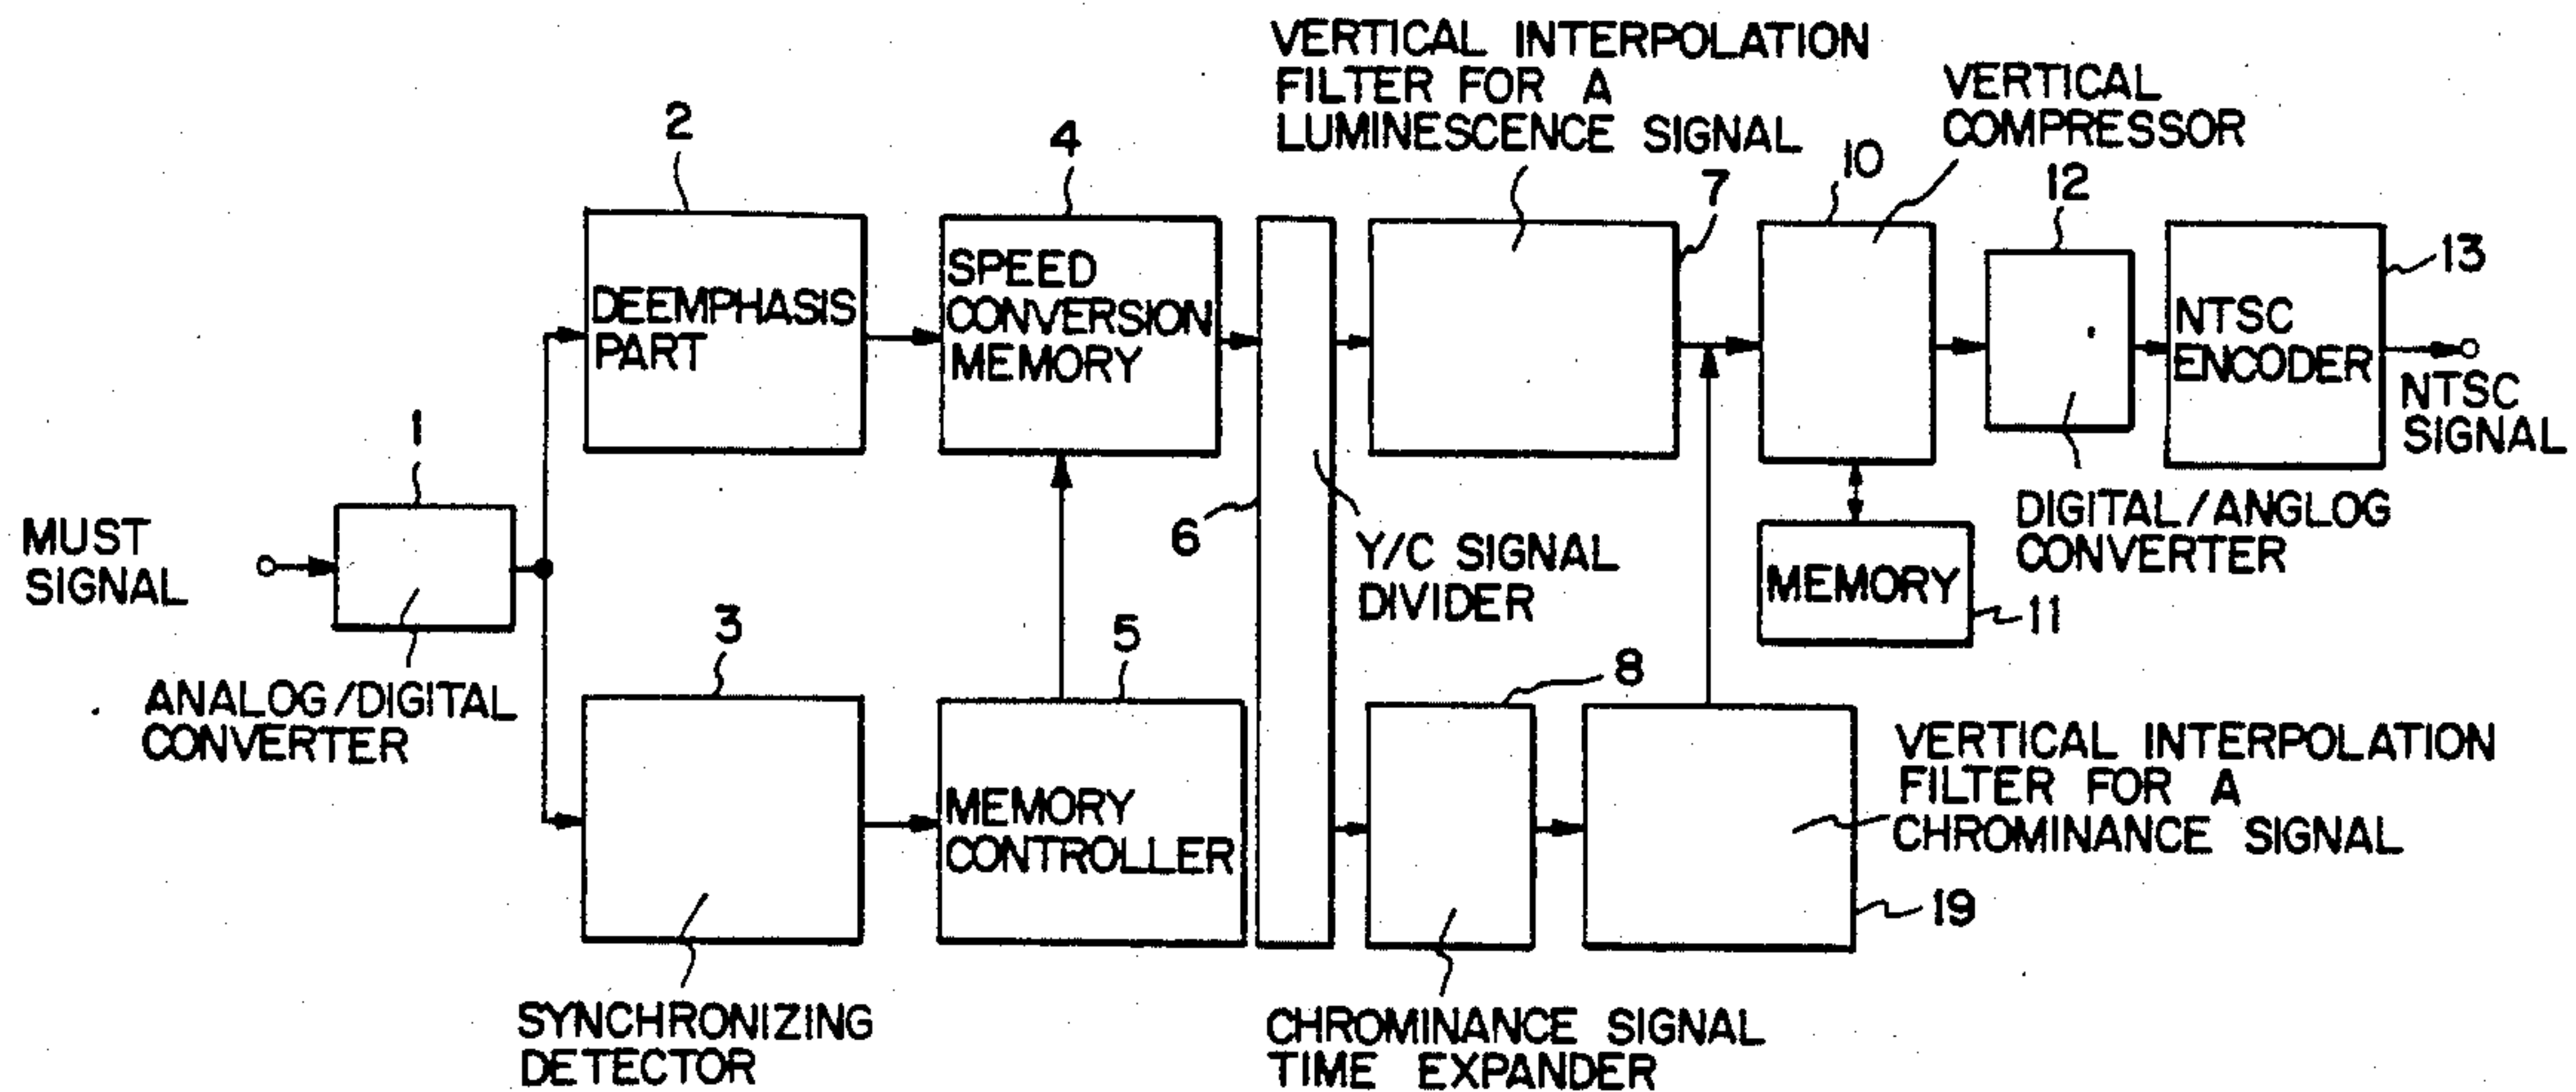 VERTICAL INTERPOLATION
FILTER FOR A
LUMINESCENCE SIGNAL
VERTICAL
COMPRESSOR
2
4
7
10
12
13
DEEMPHASIS
PART
SPEED
CONVERSION
MEMORY
NTSC
ENCODER
NTSC
SIGNAL
1
MUST
SIGNAL
6
Y/C SIGNAL
DIVIDER
DIGITAL/ANGLOG
CONVERTER
MEMORY
11
ANALOG/DIGITAL
CONVERTER
3
5
8
MEMORY
CONTROLLER
VERTICAL INTERPOLATION
FILTER FOR A
CHROMINANCE SIGNAL
19
SYNCHRONIZING
DETECTOR
CHROMINANCE SIGNAL
TIME EXPANDER